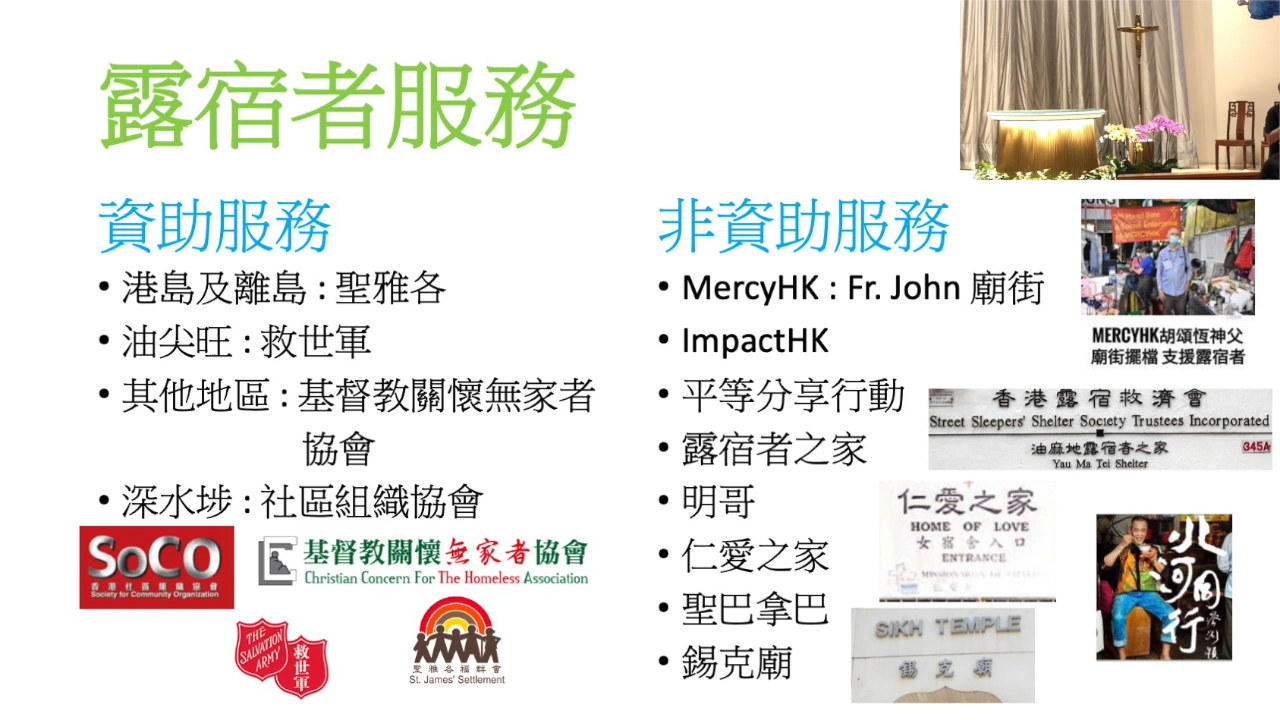 露宿者服務
資助服務
• 港島及離島 : 聖雅各
• 油尖旺 : 救世軍
• 其他地區 : 基督教關懷無家者
協會
• 深水埗 : 社區組織協會
SoCO
香港社區組織協會
Society for Community Organization
基督教關懷無家者協會
Christian Concern For The Homeless Association
THE
SALVATION
ARMY
救世軍
聖雅各福群會
St. James' Settlement
非資助服務
• MercyHK : Fr. John 廟街
• ImpactHK
• 平等分享行動
• 露宿者之家
• 明哥
• 仁愛之家
• 聖巴拿巴
• 錫克廟
Social Enterprise
of MERCYHK
MERCYHK胡頌恆神父
廟街擺檔 支援露宿者
香港露宿救濟會
Street Sleepers' Shelter Society Trustees Incorporated
油麻地露宿者之家
345A
Yau Ma Tei Shelter
仁愛之家
HOME OF LOVE
女宿舍入口
ENTRANCE
北河同行
SIKH TEMPLE
錫克廟